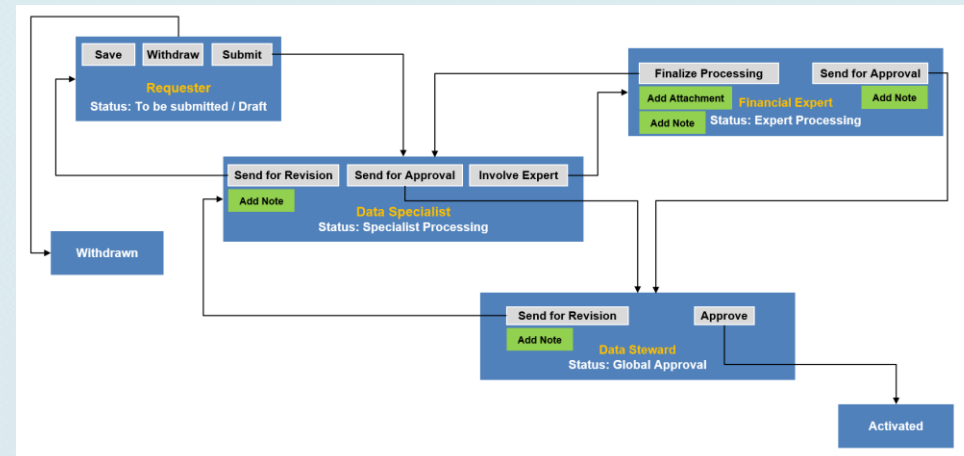 Save
Withdraw
Submit
Requester
Status: To be submitted / Draft
Finalize Processing
Send for Approval
Add Attachment
Financial Expert
Add Note
Add Note
Status: Expert Processing
Send for Revision
Send for Approval
Involve Expert
Add Note
Data Specialist
Status: Specialist Processing
Withdrawn
Send for Revision
Approve
Add Note
Data Steward
Status: Global Approval
Activated